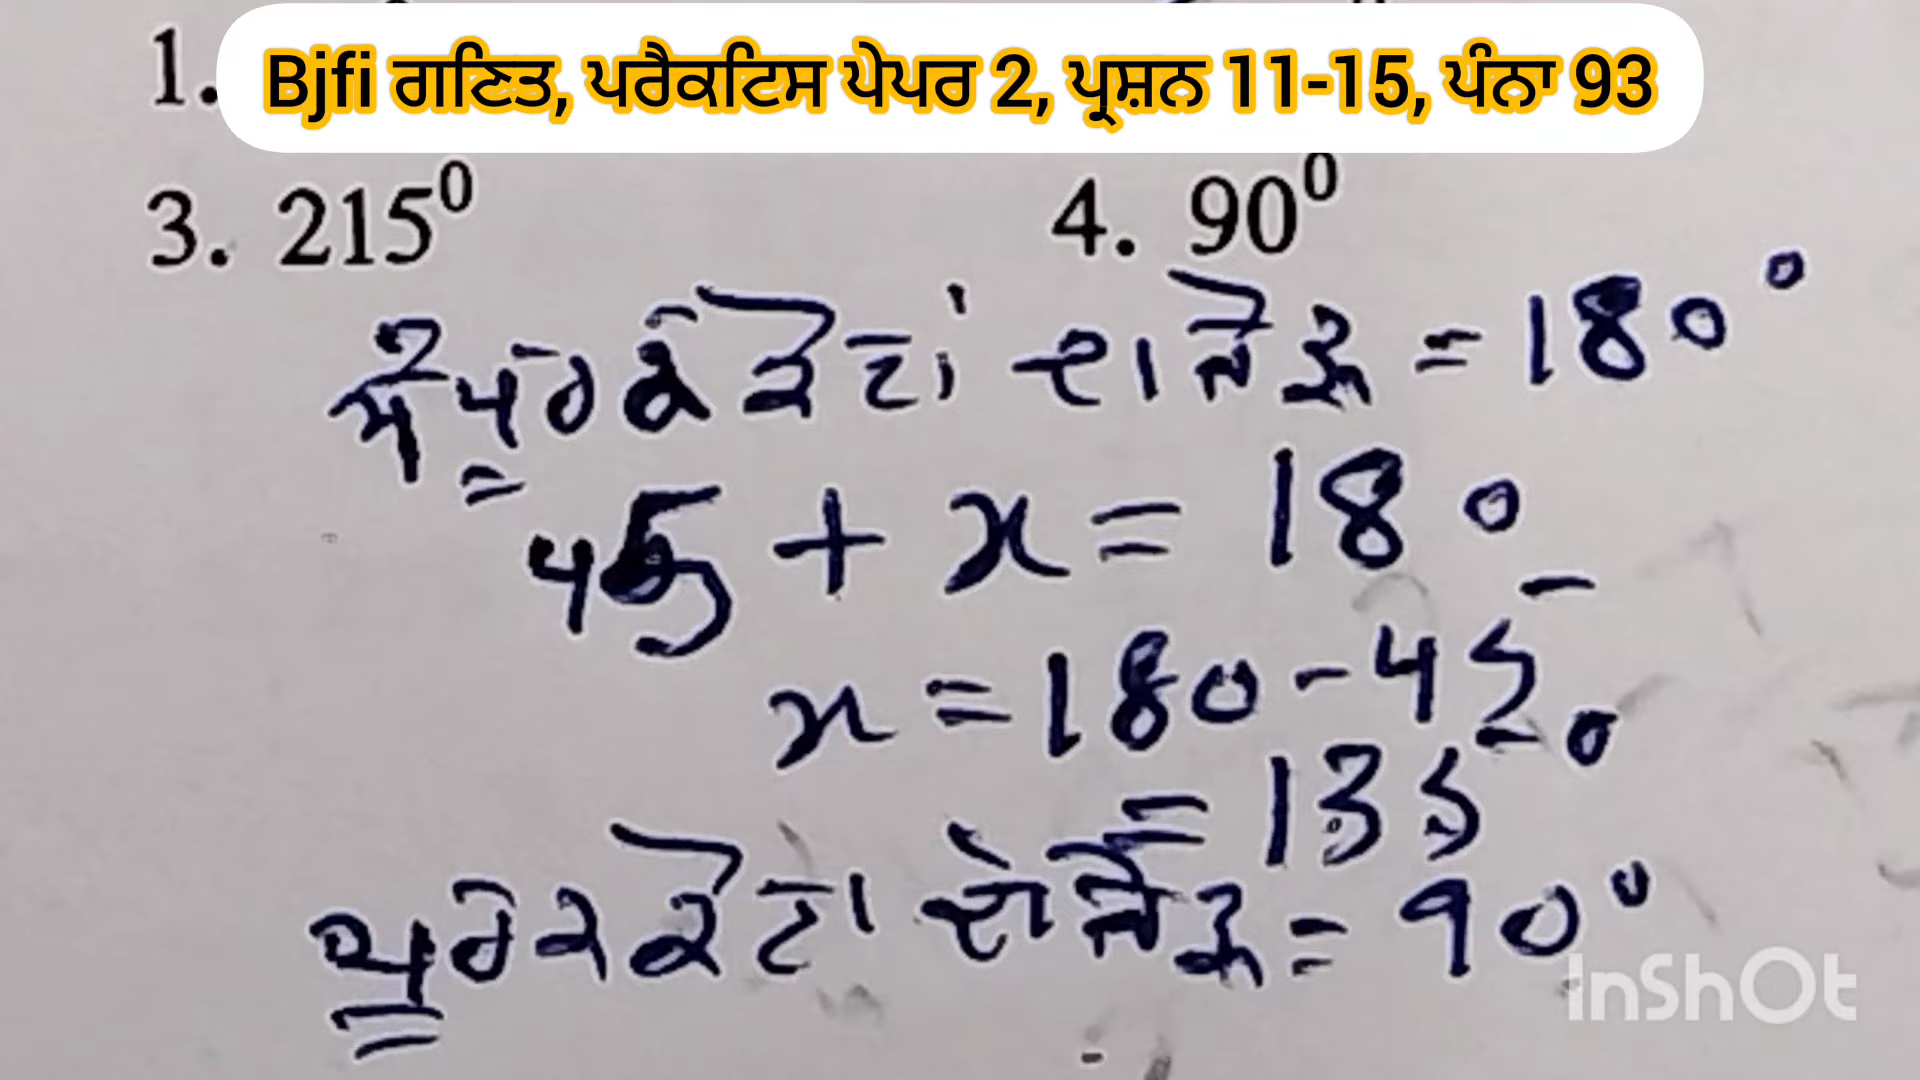 Bjfi ਗਣਿਤ, ਪਰੈਕਟਿਸ ਪੇਪਰ 2, ਪ੍ਰਸ਼ਨ 11-15, ਪੰਨਾ 93
1.
3. 215⁰ 4. 90⁰
ਸੰਪੂਰਕ ਕੋਣਾਂ ਦਾ ਜੋੜ = 180°
45 + x = 180
x = 180 - 45
= 135°
ਪੂਰਕ ਕੋਣਾਂ ਦਾ ਜੋੜ = 90°
InShOt